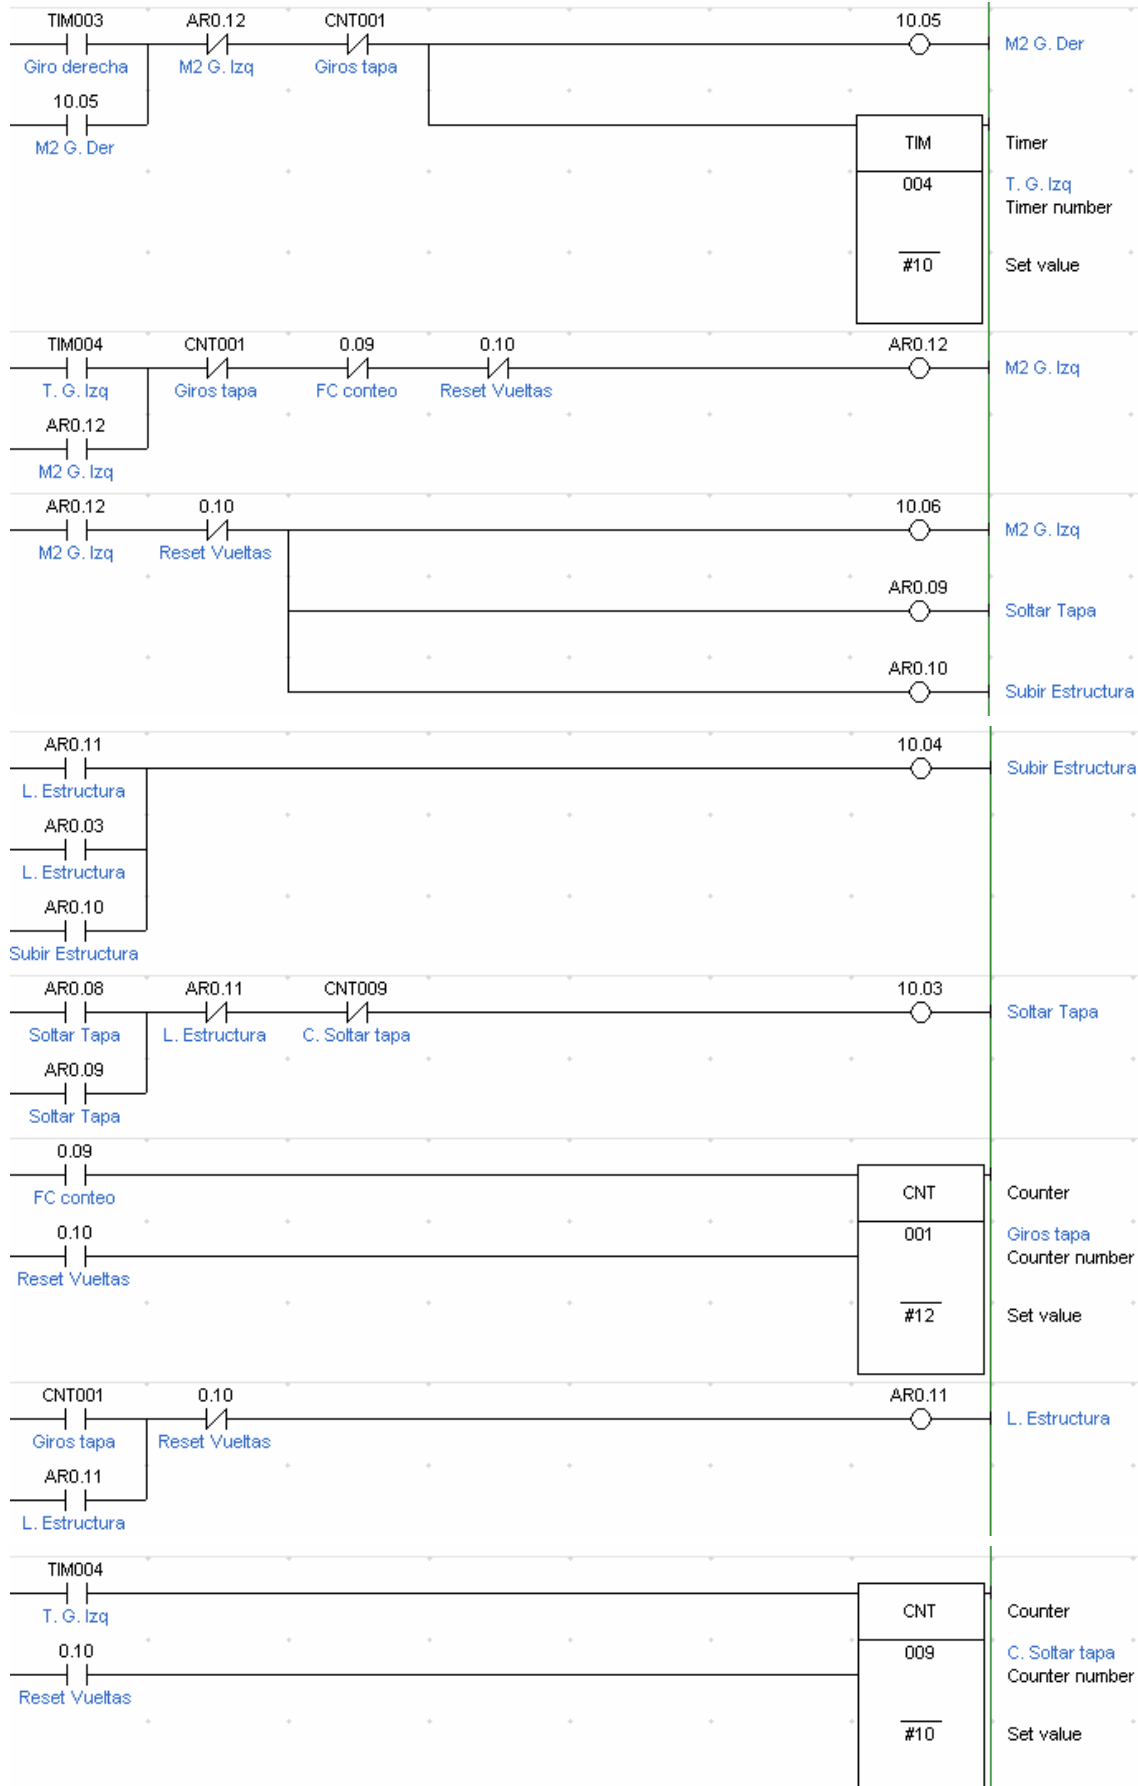 TIM003 AR0.12 CNT001 10.05
M2 G. Der
Giro derecha M2 G. Izq Giros tapa
10.05
M2 G. Der
TIM Timer
004 T. G. Izq
Timer number
#10 Set value
TIM004 CNT001 0.09 0.10 AR0.12
M2 G. Izq
T. G. Izq Giros tapa FC conteo Reset Vueltas
AR0.12
M2 G. Izq
AR0.12 0.10 10.06
M2 G. Izq
M2 G. Izq Reset Vueltas
AR0.09
Soltar Tapa
AR0.10
Subir Estructura
AR0.11 10.04
Subir Estructura
L. Estructura
AR0.03
L. Estructura
AR0.10
Subir Estructura
AR0.08 AR0.11 CNT009 10.03
Soltar Tapa
Soltar Tapa L. Estructura C. Soltar tapa
AR0.09
Soltar Tapa
0.09
FC conteo
CNT Counter
0.10
001 Giros tapa
Counter number
Reset Vueltas
#12 Set value
CNT001 0.10 AR0.11
L. Estructura
Giros tapa Reset Vueltas
AR0.11
L. Estructura
TIM004
T. G. Izq
CNT Counter
0.10
009 C. Soltar tapa
Counter number
Reset Vueltas
#10 Set value